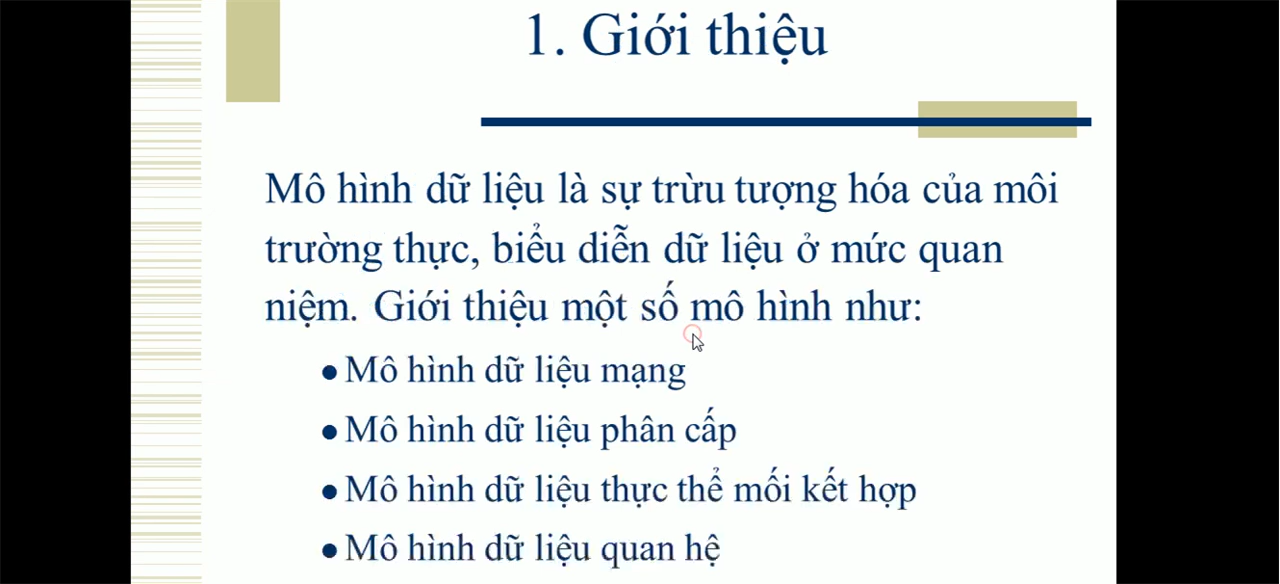 1. Giới thiệu
Mô hình dữ liệu là sự trừu tượng hóa của môi
trường thực, biểu diễn dữ liệu ở mức quan
niệm. Giới thiệu một số mô hình như:
● Mô hình dữ liệu mạng
● Mô hình dữ liệu phân cấp
● Mô hình dữ liệu thực thể mối kết hợp
● Mô hình dữ liệu quan hệ